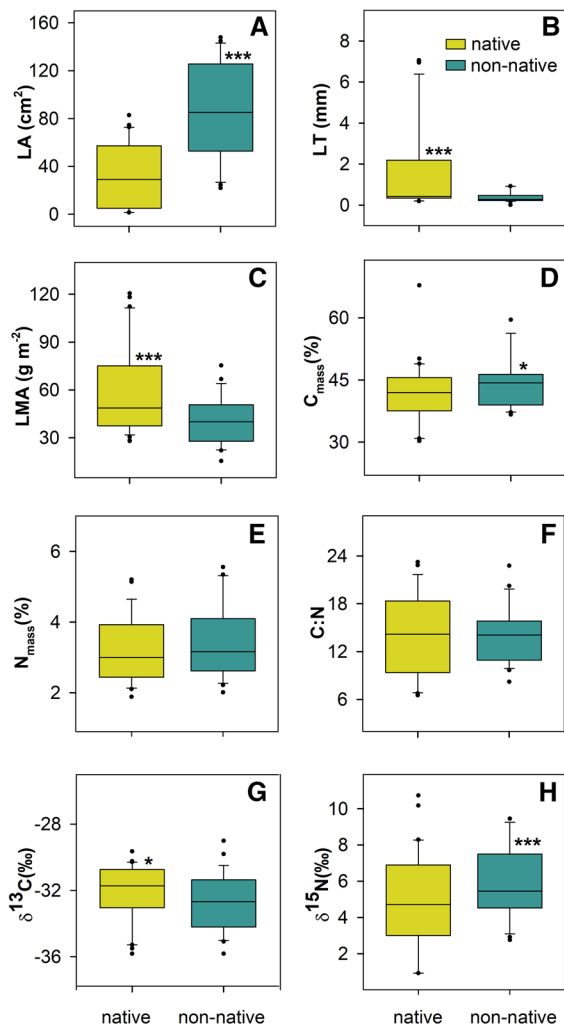 A
LA (cm²)
160
120
80
40
0
***
B
LT (mm)
8
6
4
2
0
native
non-native
***
C
LMA (g m⁻²)
120
90
60
30
***
D
Cmass(%)
60
45
30
*
E
Nmass(%)
6
4
2
F
C:N
24
18
12
6
G
δ¹³C(‰)
-28
-32
-36
*
native
non-native
H
δ¹⁵N(‰)
10
8
6
4
2
***
native
non-native